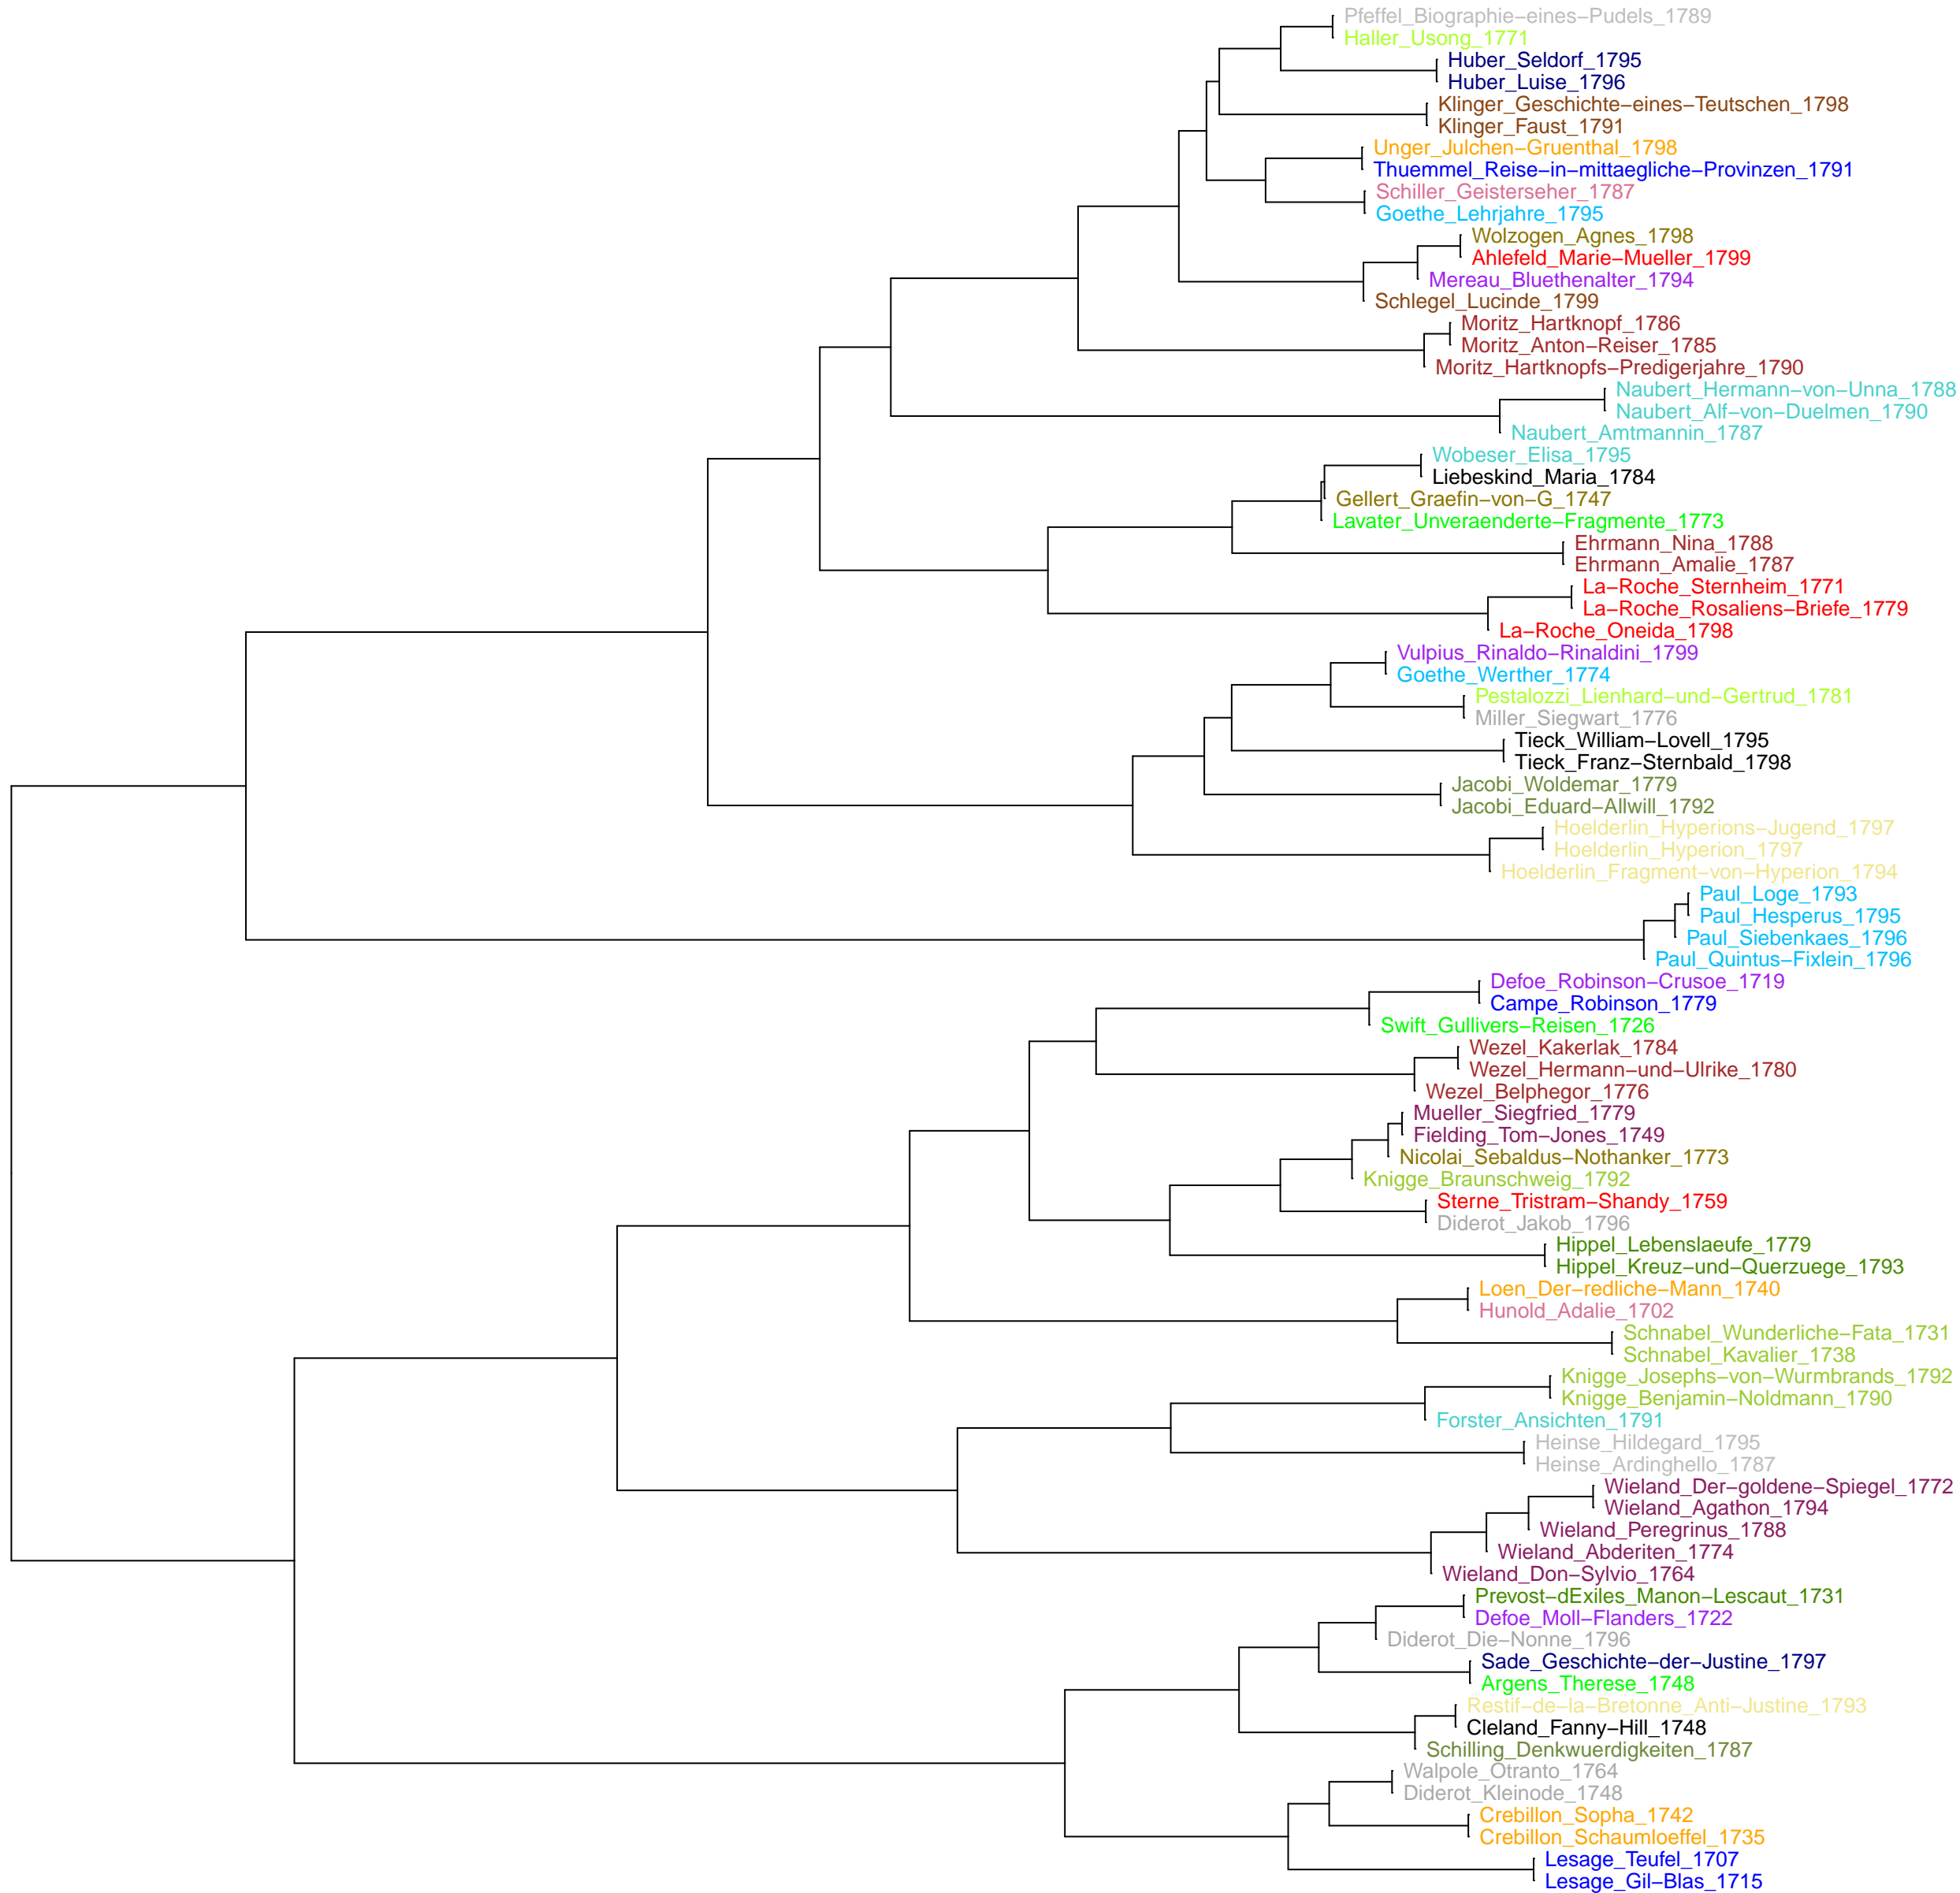 Pfeffel_Biographie−eines−Pudels_1789
Haller_Usong_1771
Huber_Seldorf_1795
Huber_Luise_1796
Klinger_Geschichte−eines−Teutschen_1798
Klinger_Faust_1791
Unger_Julchen−Gruenthal_1798
Thuemmel_Reise−in−mittaegliche−Provinzen_1791
Schiller_Geisterseher_1787
Goethe_Lehrjahre_1795
Wolzogen_Agnes_1798
Ahlefeld_Marie−Mueller_1799
Mereau_Bluethenalter_1794
Schlegel_Lucinde_1799
Moritz_Hartknopf_1786
Moritz_Anton−Reiser_1785
Moritz_Hartknopfs−Predigerjahre_1790
Naubert_Hermann−von−Unna_1788
Naubert_Alf−von−Duelmen_1790
Naubert_Amtmannin_1787
Wobeser_Elisa_1795
Liebeskind_Maria_1784
Gellert_Graefin−von−G_1747
Lavater_Unveraenderte−Fragmente_1773
Ehrmann_Nina_1788
Ehrmann_Amalie_1787
La−Roche_Sternheim_1771
La−Roche_Rosaliens−Briefe_1779
La−Roche_Oneida_1798
Vulpius_Rinaldo−Rinaldini_1799
Goethe_Werther_1774
Pestalozzi_Lienhard−und−Gertrud_1781
Miller_Siegwart_1776
Tieck_William−Lovell_1795
Tieck_Franz−Sternbald_1798
Jacobi_Woldemar_1779
Jacobi_Eduard−Allwill_1792
Hoelderlin_Hyperions−Jugend_1797
Hoelderlin_Hyperion_1797
Hoelderlin_Fragment−von−Hyperion_1794
Paul_Loge_1793
Paul_Hesperus_1795
Paul_Siebenkaes_1796
Paul_Quintus−Fixlein_1796
Defoe_Robinson−Crusoe_1719
Campe_Robinson_1779
Swift_Gullivers−Reisen_1726
Wezel_Kakerlak_1784
Wezel_Hermann−und−Ulrike_1780
Wezel_Belphegor_1776
Mueller_Siegfried_1779
Fielding_Tom−Jones_1749
Nicolai_Sebaldus−Nothanker_1773
Knigge_Braunschweig_1792
Sterne_Tristram−Shandy_1759
Diderot_Jakob_1796
Hippel_Lebenslaeufe_1779
Hippel_Kreuz−und−Querzuege_1793
Loen_Der−redliche−Mann_1740
Hunold_Adalie_1702
Schnabel_Wunderliche−Fata_1731
Schnabel_Kavalier_1738
Knigge_Josephs−von−Wurmbrands_1792
Knigge_Benjamin−Noldmann_1790
Forster_Ansichten_1791
Heinse_Hildegard_1795
Heinse_Ardinghello_1787
Wieland_Der−goldene−Spiegel_1772
Wieland_Agathon_1794
Wieland_Peregrinus_1788
Wieland_Abderiten_1774
Wieland_Don−Sylvio_1764
Prevost−dExiles_Manon−Lescaut_1731
Defoe_Moll−Flanders_1722
Diderot_Die−Nonne_1796
Sade_Geschichte−der−Justine_1797
Argens_Therese_1748
Restif−de−la−Bretonne_Anti−Justine_1793
Cleland_Fanny−Hill_1748
Schilling_Denkwuerdigkeiten_1787
Walpole_Otranto_1764
Diderot_Kleinode_1748
Crebillon_Sopha_1742
Crebillon_Schaumloeffel_1735
Lesage_Teufel_1707
Lesage_Gil−Blas_1715